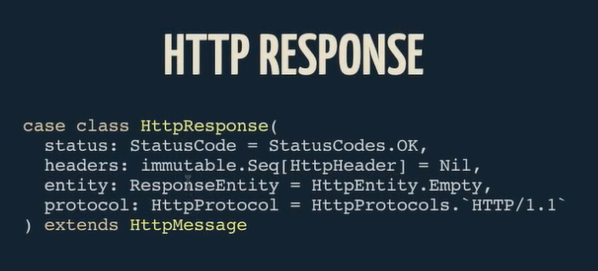 HTTP RESPONSE
case class HttpResponse(
  status: StatusCode = StatusCodes.OK,
  headers: immutable.Seq[HttpHeader] = Nil,
  entity: ResponseEntity = HttpEntity.Empty,
  protocol: HttpProtocol = HttpProtocols.`HTTP/1.1`
) extends HttpMessage